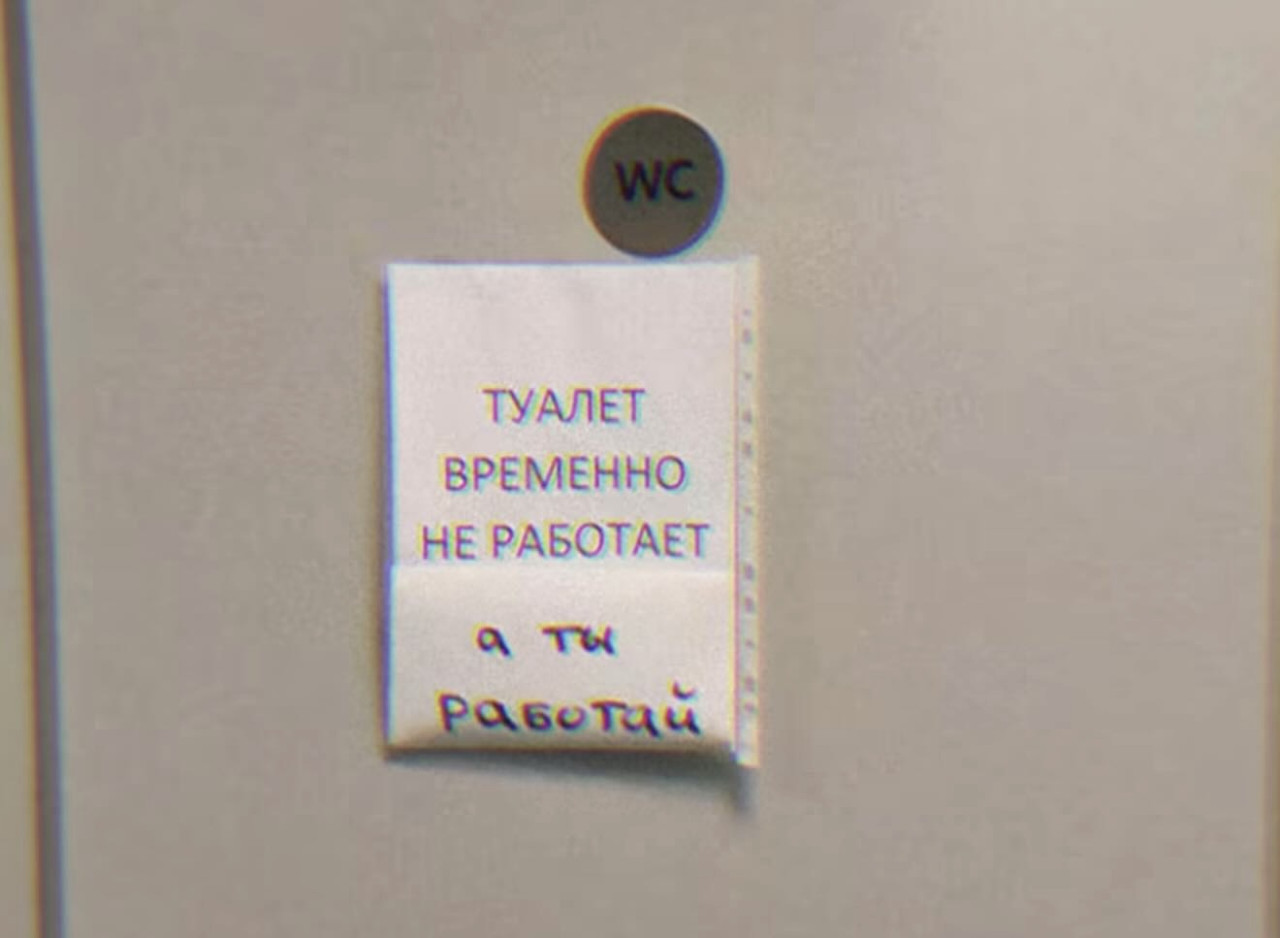 WC
ТУАЛЕТ
ВРЕМЕННО
НЕ РАБОТАЕТ
а ты
работай